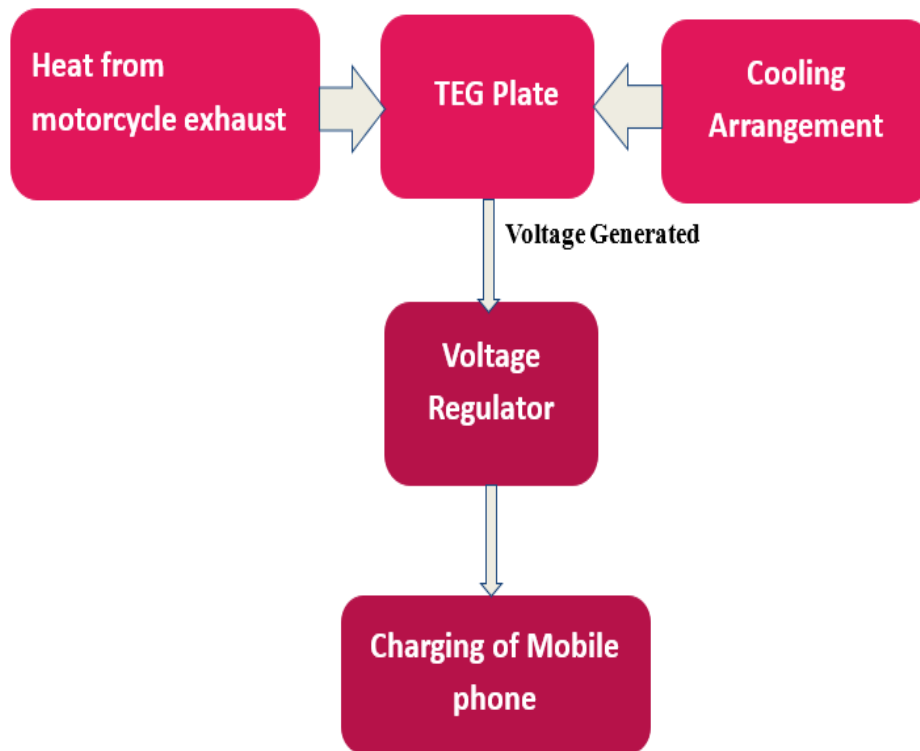 Heat from
motorcycle exhaust
TEG Plate
Cooling
Arrangement
Voltage Generated
Voltage
Regulator
Charging of Mobile
phone